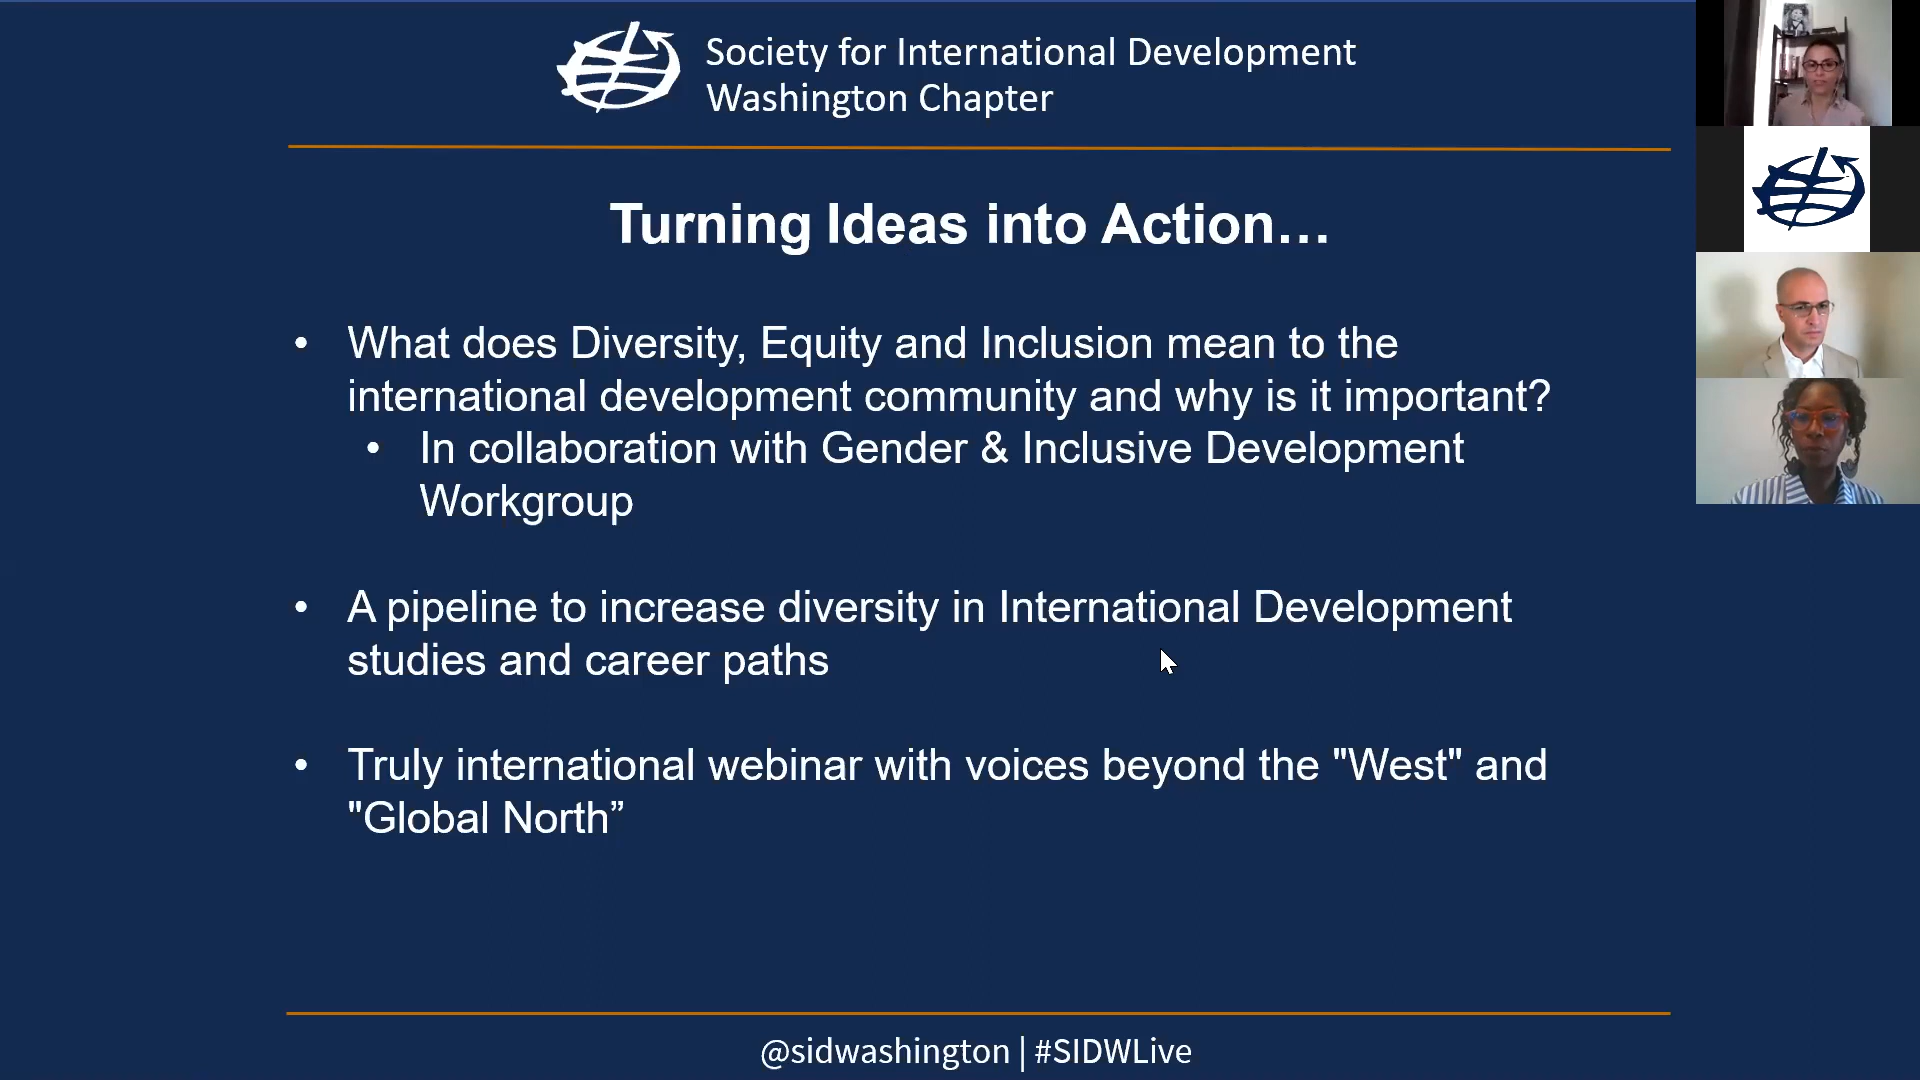 Society for International Development
Washington Chapter
Turning Ideas into Action…
• What does Diversity, Equity and Inclusion mean to the
international development community and why is it important?
• In collaboration with Gender & Inclusive Development
Workgroup
• A pipeline to increase diversity in International Development
studies and career paths
• Truly international webinar with voices beyond the "West" and
"Global North”
@sidwashington | #SIDWLive